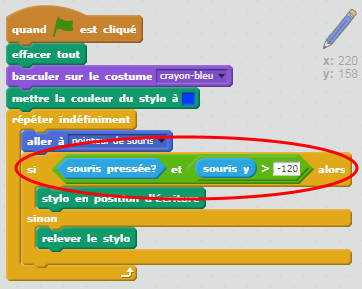 quand est cliqué
effacer tout
basculer sur le costume crayon-bleu
mettre la couleur du stylo à
répéter indéfiniment
aller à pointeur de souris
si souris pressée? et souris y > -120 alors
stylo en position d'écriture
sinon
relever le stylo
x: 220
y: 158